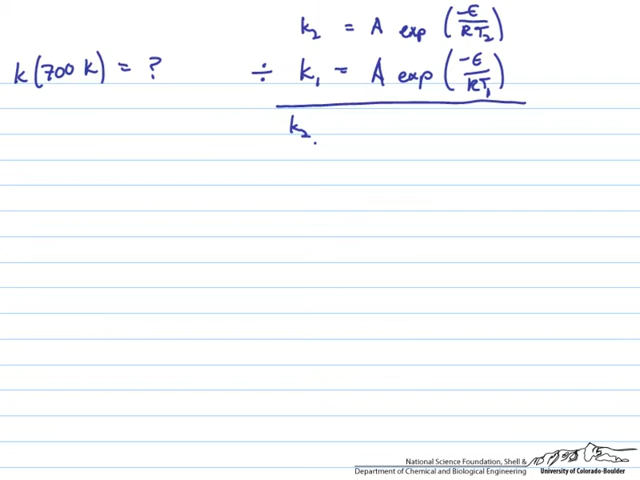 k₂ = A exp(-E/RT₂)
k(700 K) = ? ÷ k₁ = A exp(-E/RT₁)
k₂
National Science Foundation, Shell &
Department of Chemical and Biological Engineering University of Colorado-Boulder